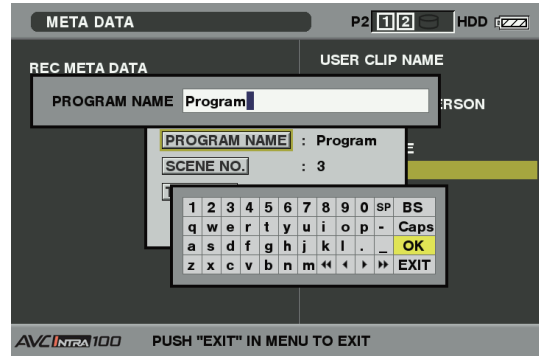 META DATA
P2 1 2 HDD
REC META DATA
USER CLIP NAME
PROGRAM NAME Program
RSON
PROGRAM NAME : Program
SCENE NO. : 3
1 2 3 4 5 6 7 8 9 0 SP BS
q w e r t y u i o p - Caps
a s d f g h j k l . _ OK
z x c v b n m EXIT
AVC INTRA 100
PUSH "EXIT" IN MENU TO EXIT